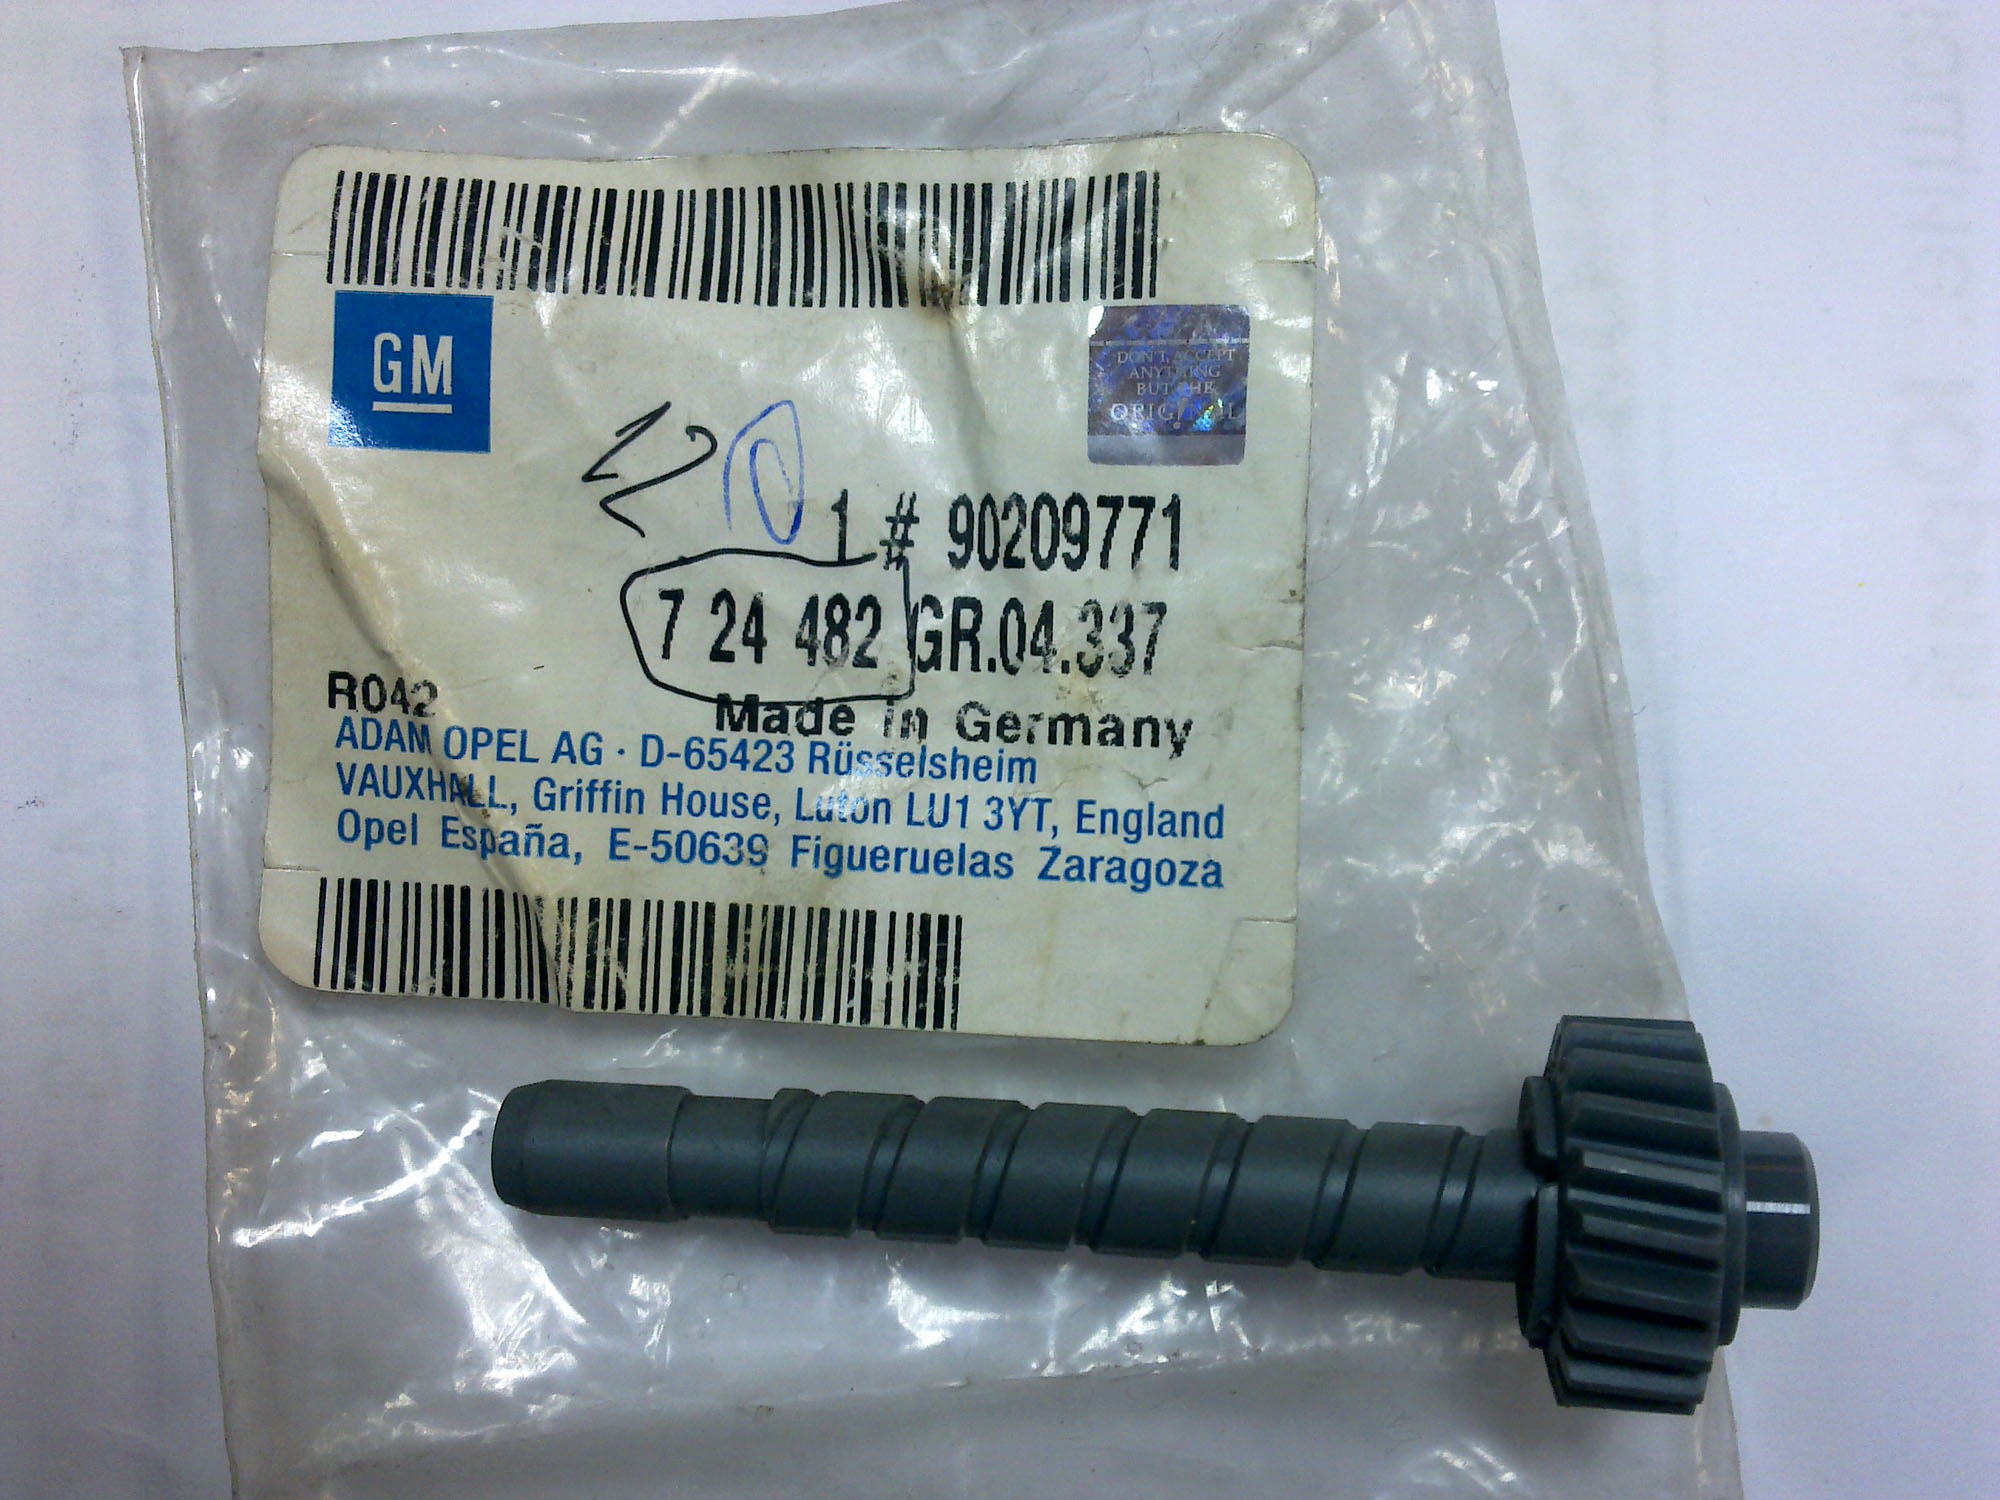 GM
DON'T ACCEPT
ANYTHING
BUT THE
ORIGINAL
1 # 90209771
7 24 482 GR.04.337
R042
Made in Germany
ADAM OPEL AG · D-65423 Rüsselsheim
VAUXHALL, Griffin House, Luton LU1 3YT, England
Opel España, E-50639 Figueruelas Zaragoza